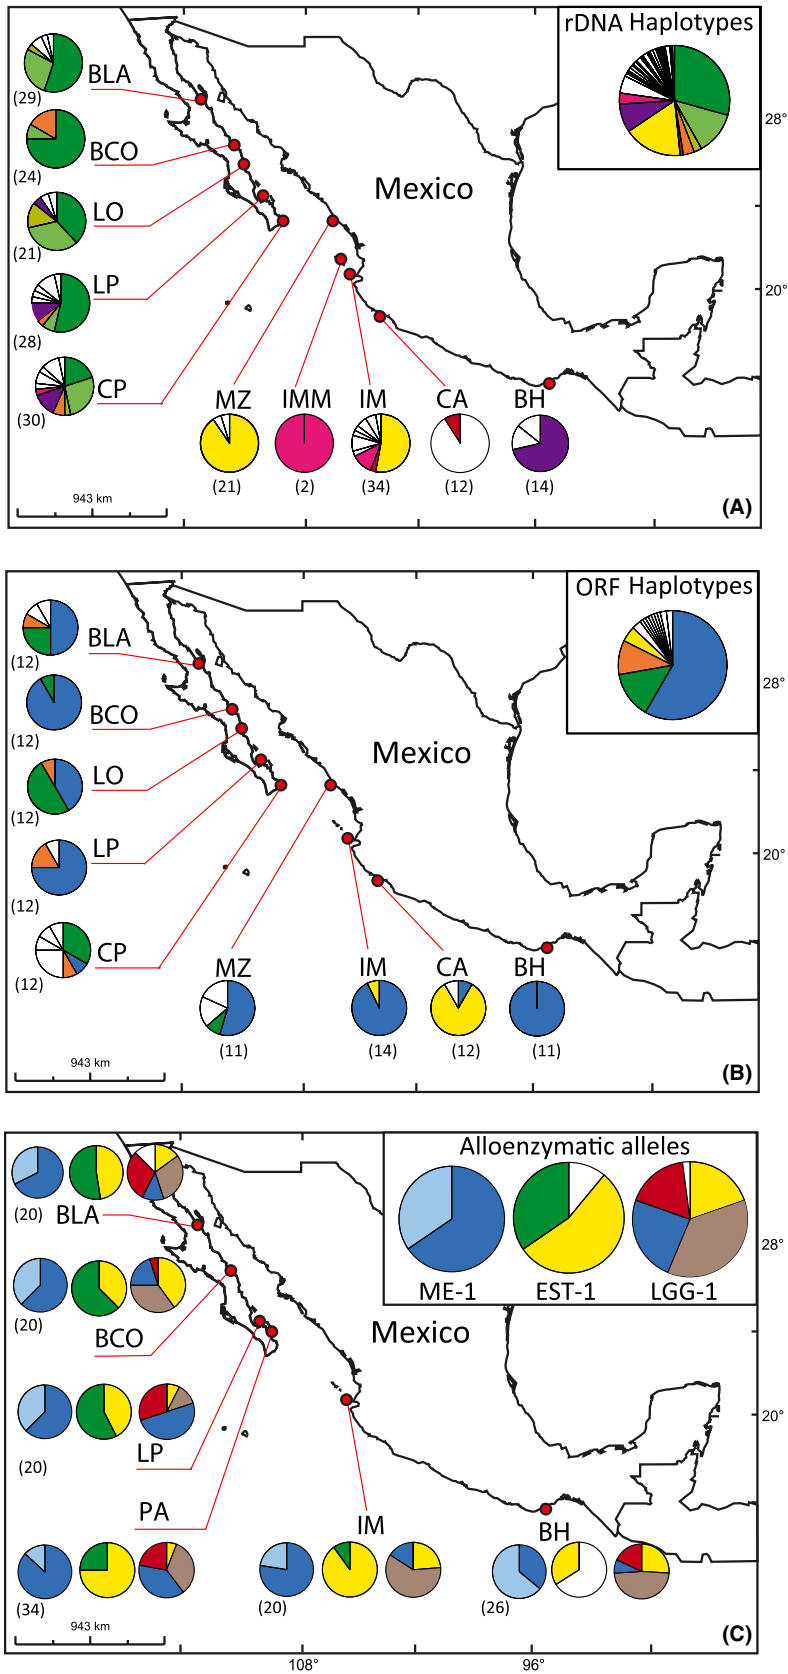 rDNA Haplotypes
BLA
(29)
BCO
(24)
LO
(21)
LP
(28)
CP
(30)
Mexico
28°
20°
MZ IMM IM CA BH
(21) (2) (34) (12) (14)
943 km
(A)
ORF Haplotypes
BLA
(12)
BCO
(12)
LO
(12)
LP
(12)
CP
(12)
Mexico
28°
20°
MZ IM CA BH
(11) (14) (12) (11)
943 km
(B)
Alloenzymatic alleles
ME-1 EST-1 LGG-1
(20) BLA
28°
(20)
BCO
Mexico
20°
LP
(20)
PA
IM
BH
(34) (20) (26)
943 km
(C)
108° 96°